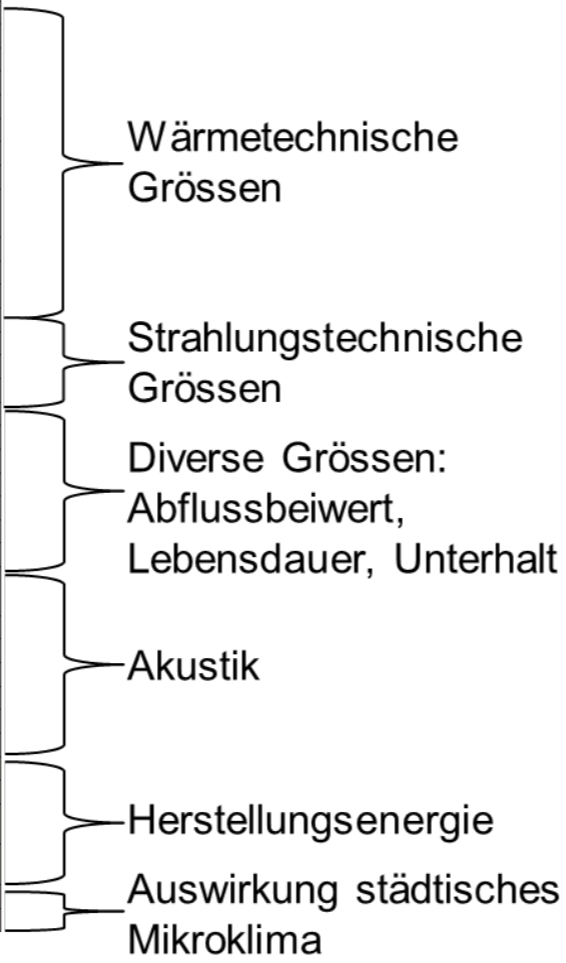 Wärmetechnische
Grössen
Strahlungstechnische
Grössen
Diverse Grössen:
Abflussbeiwert,
Lebensdauer, Unterhalt
Akustik
Herstellungsenergie
Auswirkung städtisches
Mikroklima